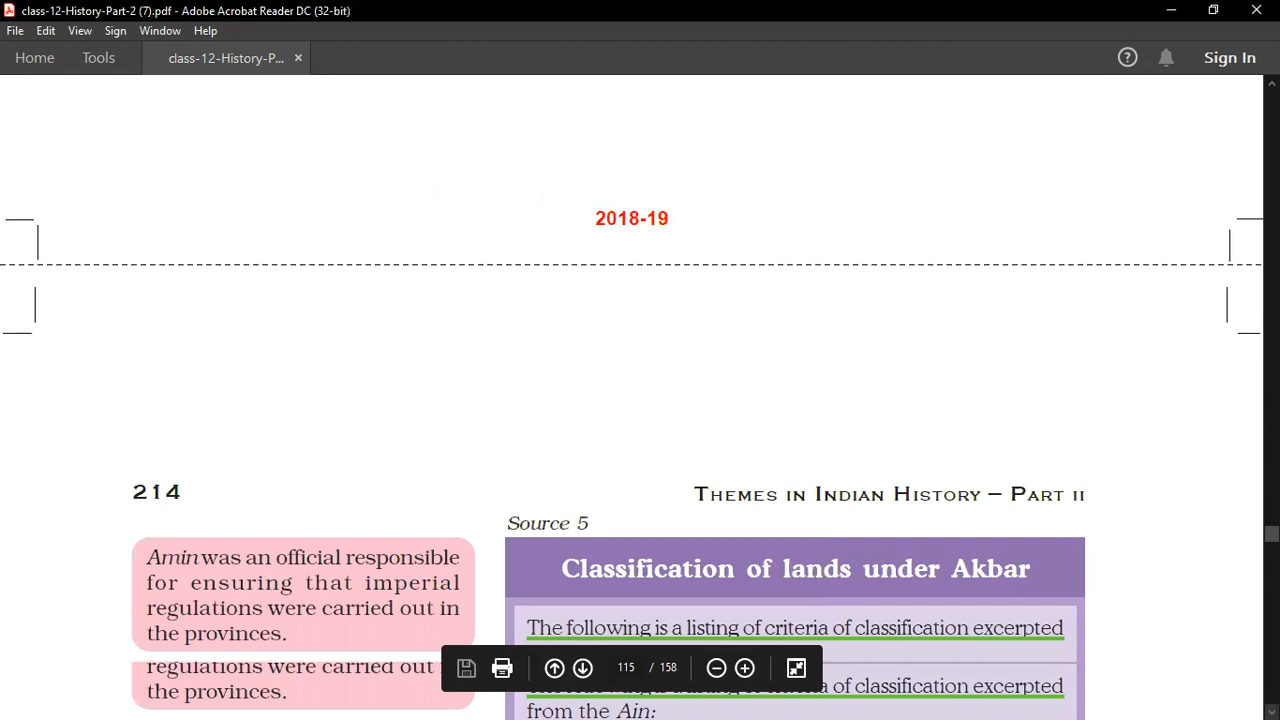 class-12-History-Part-2 (7).pdf - Adobe Acrobat Reader DC (32-bit)
File Edit View Sign Window Help
Home Tools class-12-History-P... × Sign In
2018-19
214
THEMES IN INDIAN HISTORY – PART II
Source 5
Amin was an official responsible
for ensuring that imperial
regulations were carried out in
the provinces.
regulations were carried out
the provinces.
Classification of lands under Akbar
The following is a listing of criteria of classification excerpted
of classification excerpted
from the Ain:
115 / 158